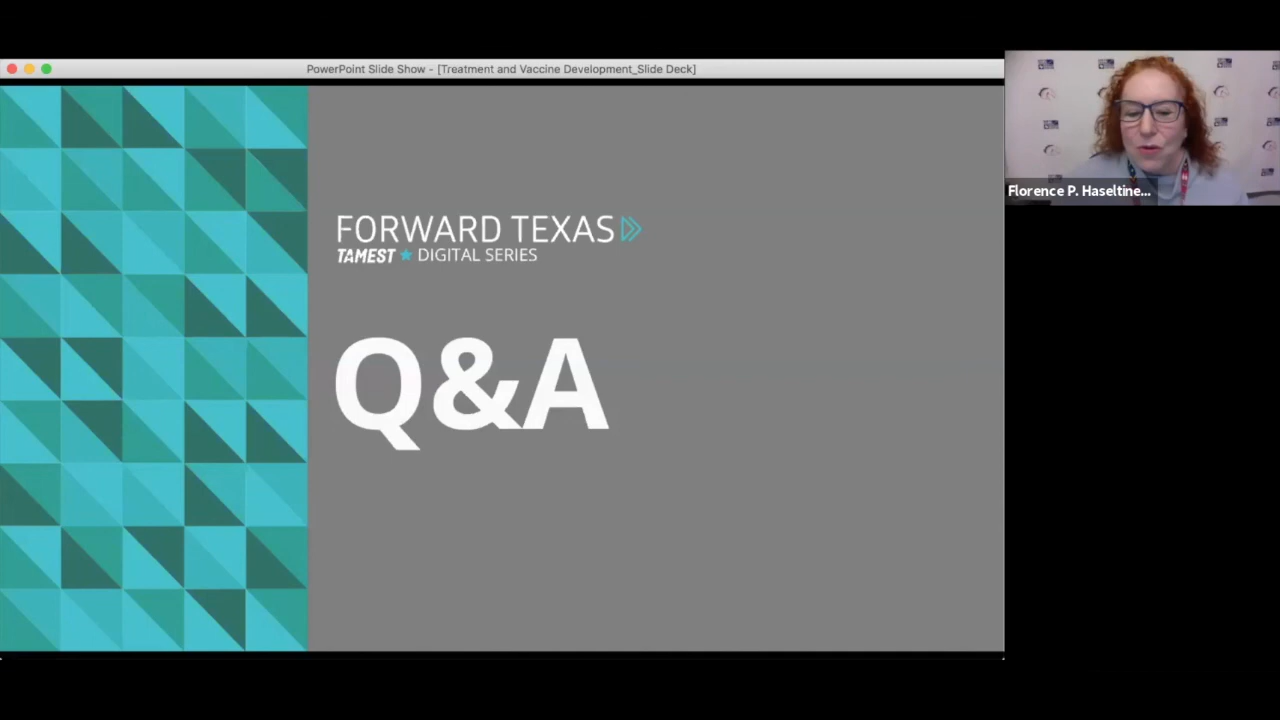 PowerPoint Slide Show - [Treatment and Vaccine Development_Slide Deck]
FORWARD TEXAS
TAMEST DIGITAL SERIES
Q&A
Florence P. Haseltine...